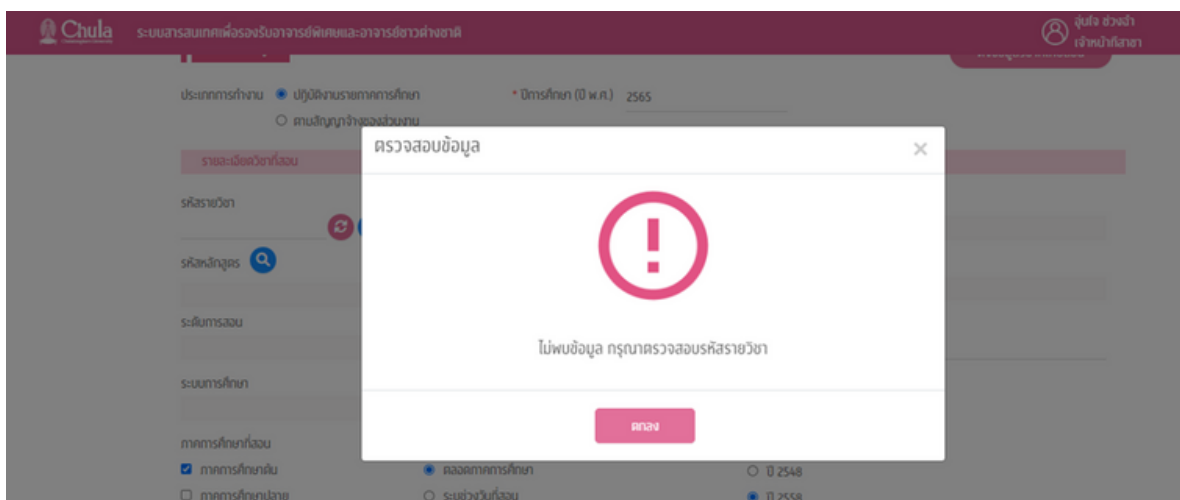 Chula
ระบบสารสนเทศเพื่อรองรับอาจารย์พิเศษและอาจารย์ชาวต่างชาติ
อุ่นใจ ช่วงฉ่ำ
เจ้าหน้าที่สาขา
ประเภทการทำงาน ปฏิบัติงานรายภาคการศึกษา * ปีการศึกษา (ปี พ.ศ.) 2565
ตามสัญญาจ้างของส่วนงาน
ตรวจสอบข้อมูล ×
รายละเอียดวิชาที่สอน
รหัสรายวิชา
รหัสหลักสูตร
ระดับการสอน
ไม่พบข้อมูล กรุณาตรวจสอบรหัสรายวิชา
ระบบการศึกษา
ตกลง
ภาคการศึกษาที่สอน
ภาคการศึกษาต้น ตลอดภาคการศึกษา ปี 2548
ภาคการศึกษาปลาย ระบุช่วงวันที่สอน ปี 2558